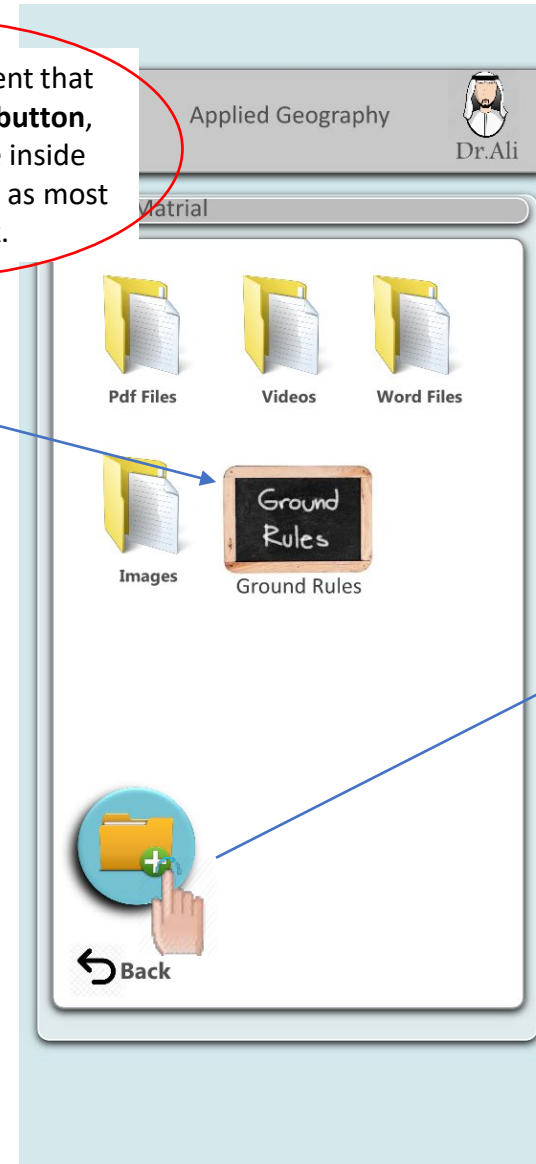 ent that
button,
inside
as most
Applied Geography
Dr.Ali
Matrial
Pdf Files
Videos
Word Files
Ground
Rules
Images
Ground Rules
Back